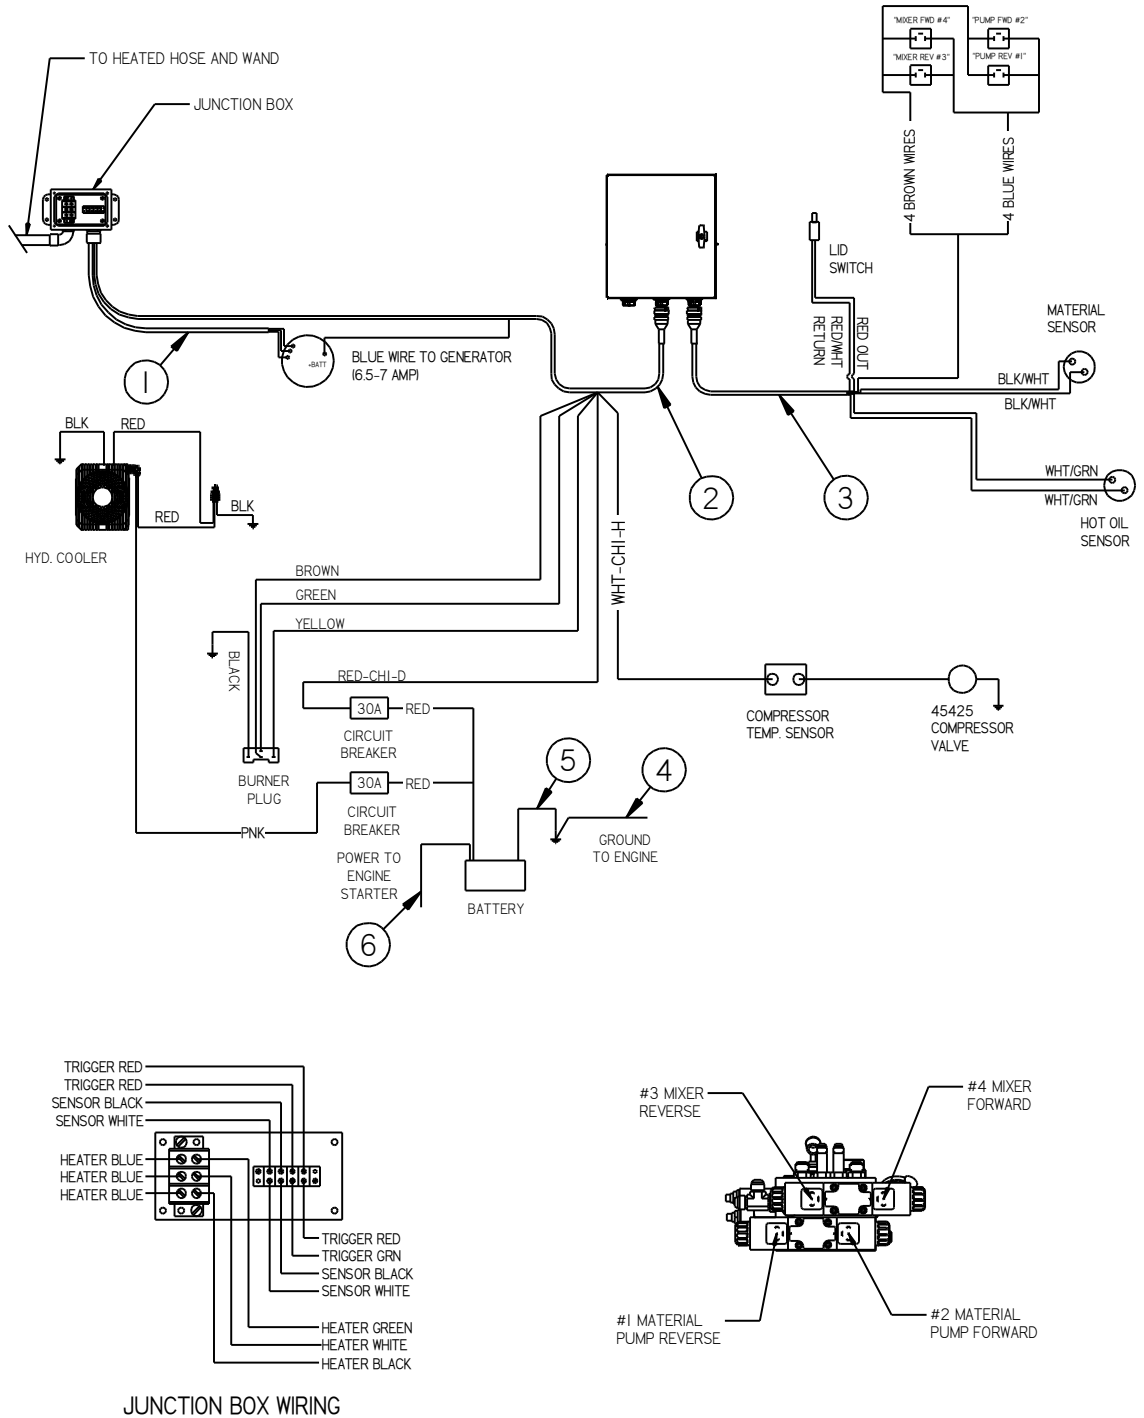 "MIXER FWD #4"
"PUMP FWD #2"
"MIXER REV #3"
"PUMP REV #1"
TO HEATED HOSE AND WAND
JUNCTION BOX
4 BROWN WIRES
4 BLUE WIRES
LID
SWITCH
RED OUT
RED/WHT
RETURN
MATERIAL
SENSOR
+BATT
BLUE WIRE TO GENERATOR
(6.5-7 AMP)
1
BLK/WHT
BLK/WHT
BLK
RED
2
3
WHT/GRN
WHT/GRN
HOT OIL
SENSOR
RED
BLK
HYD. COOLER
WHT-CHI-H
BROWN
GREEN
YELLOW
BLACK
RED-CHI-D
30A
RED
CIRCUIT
BREAKER
COMPRESSOR
TEMP. SENSOR
45425
COMPRESSOR
VALVE
BURNER
PLUG
30A
RED
CIRCUIT
BREAKER
PNK
5
4
GROUND
TO ENGINE
POWER TO
ENGINE
STARTER
BATTERY
6
TRIGGER RED
TRIGGER RED
SENSOR BLACK
SENSOR WHITE
HEATER BLUE
HEATER BLUE
HEATER BLUE
TRIGGER RED
TRIGGER GRN
SENSOR BLACK
SENSOR WHITE
HEATER GREEN
HEATER WHITE
HEATER BLACK
JUNCTION BOX WIRING
#3 MIXER
REVERSE
#4 MIXER
FORWARD
#1 MATERIAL
PUMP REVERSE
#2 MATERIAL
PUMP FORWARD